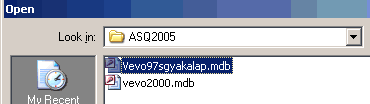 Open
Look in:
ASQ2005
Vevo97sgyakalap.mdb
vevo2000.mdb
My Recent